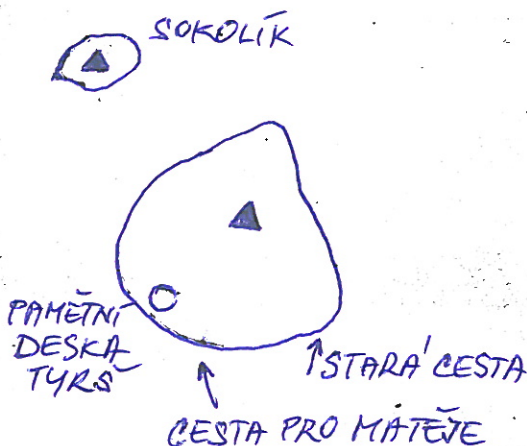 SOKOLÍK
PAMĚTNÍ
DESKA
TYRŠ
STARÁ CESTA
CESTA PRO MATĚJE